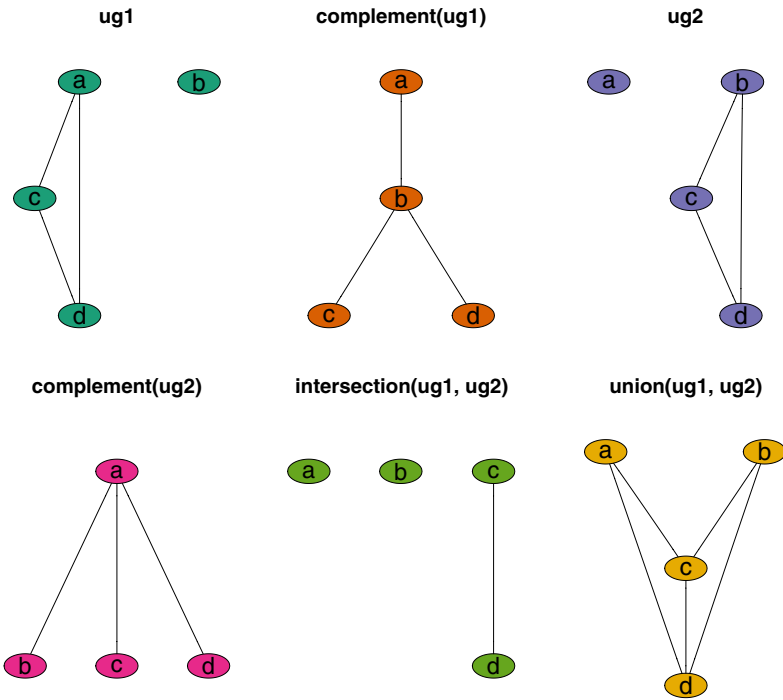 ug1
complement(ug1)
ug2
a
b
a
a
b
c
b
c
d
c
d
d
complement(ug2)
intersection(ug1, ug2)
union(ug1, ug2)
a
a
b
c
a
b
c
b
c
d
d
d